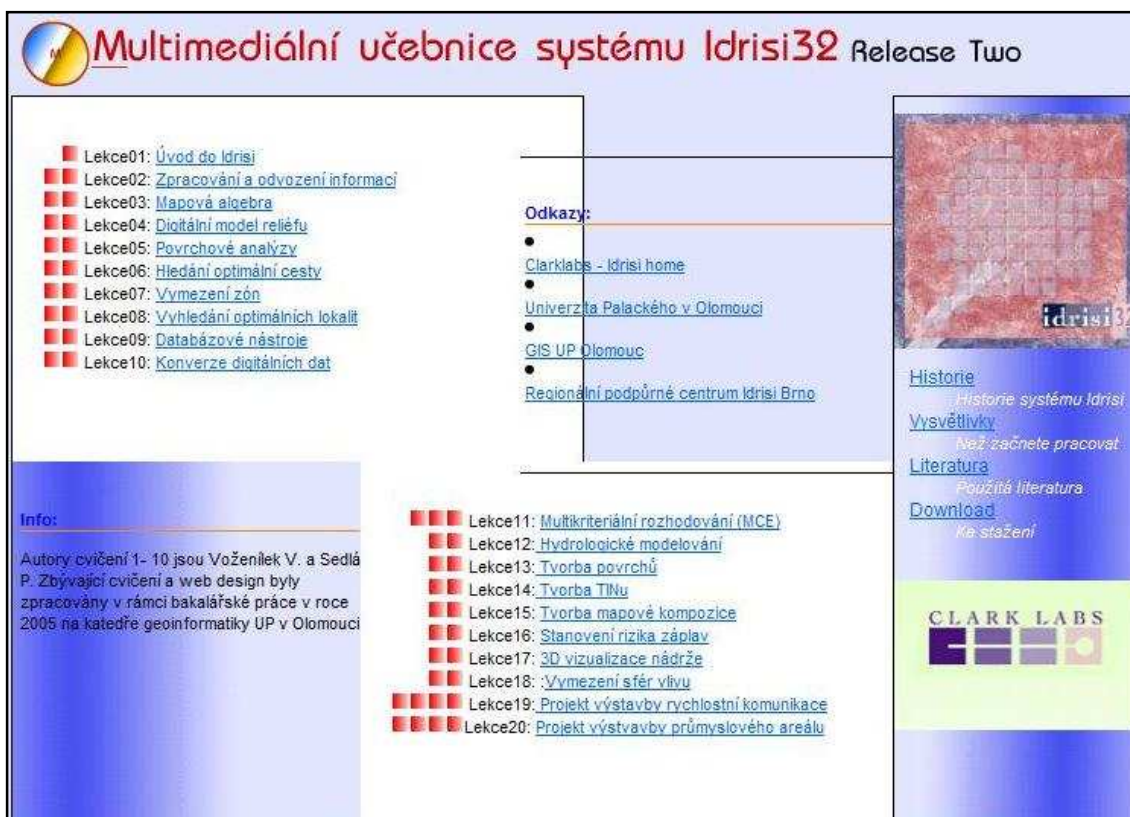 M
Multimediální učebnice systému Idrisi32 Release Two
Lekce01: Úvod do Idrisi
Lekce02: Zpracování a odvození informací
Lekce03: Mapová algebra
Lekce04: Digitální model reliéfu
Lekce05: Povrchové analýzy
Lekce06: Hledání optimální cesty
Lekce07: Vymezení zón
Lekce08: Vyhledání optimálních lokalit
Lekce09: Databázové nástroje
Lekce10: Konverze digitálních dat
Odkazy:
Clarklabs - Idrisi home
Univerzita Palackého v Olomouci
GIS UP Olomouc
Regionální podpůrné centrum Idrisi Brno
idrisi32
Historie
Historie systému Idrisi
Vysvětlivky
Než začnete pracovat
Literatura
Použitá literatura
Download
Ke stažení
CLARK LABS
Info:
Autory cvičení 1- 10 jsou Voženílek V. a Sedlá
P. Zbývající cvičení a web design byly
zpracovány v rámci bakalářské práce v roce
2005 na katedře geoinformatiky UP v Olomouci
Lekce11: Multikriteriální rozhodování (MCE)
Lekce12: Hydrologické modelování
Lekce13: Tvorba povrchů
Lekce14: Tvorba TINu
Lekce15: Tvorba mapové kompozice
Lekce16: Stanovení rizika záplav
Lekce17: 3D vizualizace nádrže
Lekce18: :Vymezení sfér vlivu
Lekce19: Projekt výstavby rychlostní komunikace
Lekce20: Projekt výstvavby průmyslového areálu